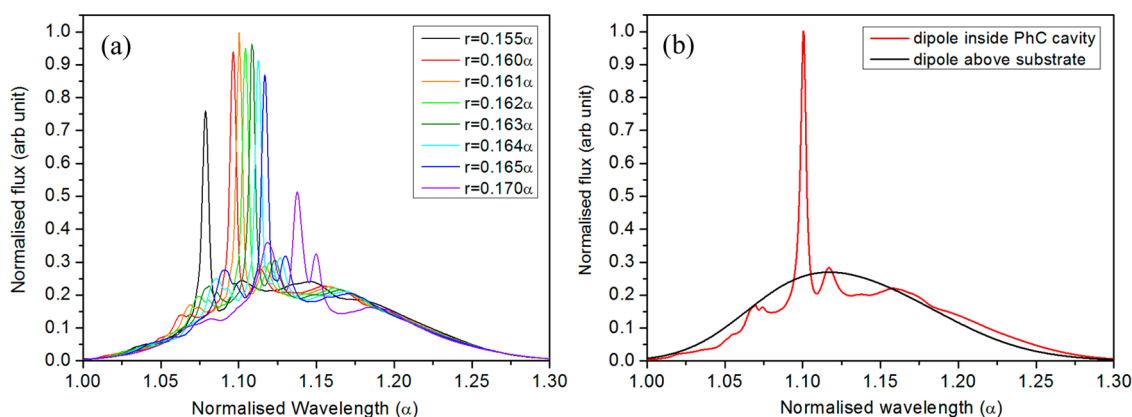 (a)
r=0.155α
r=0.160α
r=0.161α
r=0.162α
r=0.163α
r=0.164α
r=0.165α
r=0.170α
Normalised flux (arb unit)
1.0
0.9
0.8
0.7
0.6
0.5
0.4
0.3
0.2
0.1
0.0
1.00 1.05 1.10 1.15 1.20 1.25 1.30
Normalised Wavelength (α)
(b)
dipole inside PhC cavity
dipole above substrate
Normalised flux (arb unit)
1.0
0.9
0.8
0.7
0.6
0.5
0.4
0.3
0.2
0.1
0.0
1.00 1.05 1.10 1.15 1.20 1.25 1.30
Normalised wavelength (α)